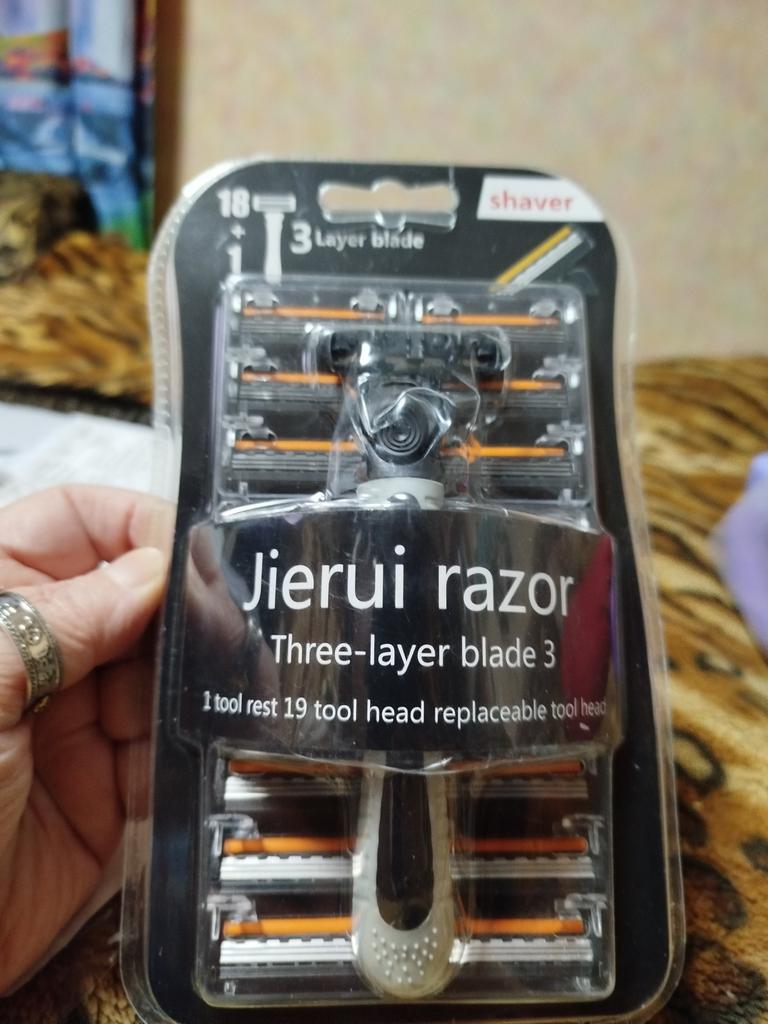 18
+
1
3 Layer blade
shaver
Jierui razor
Three-layer blade 3
1 tool rest 19 tool head replaceable tool head